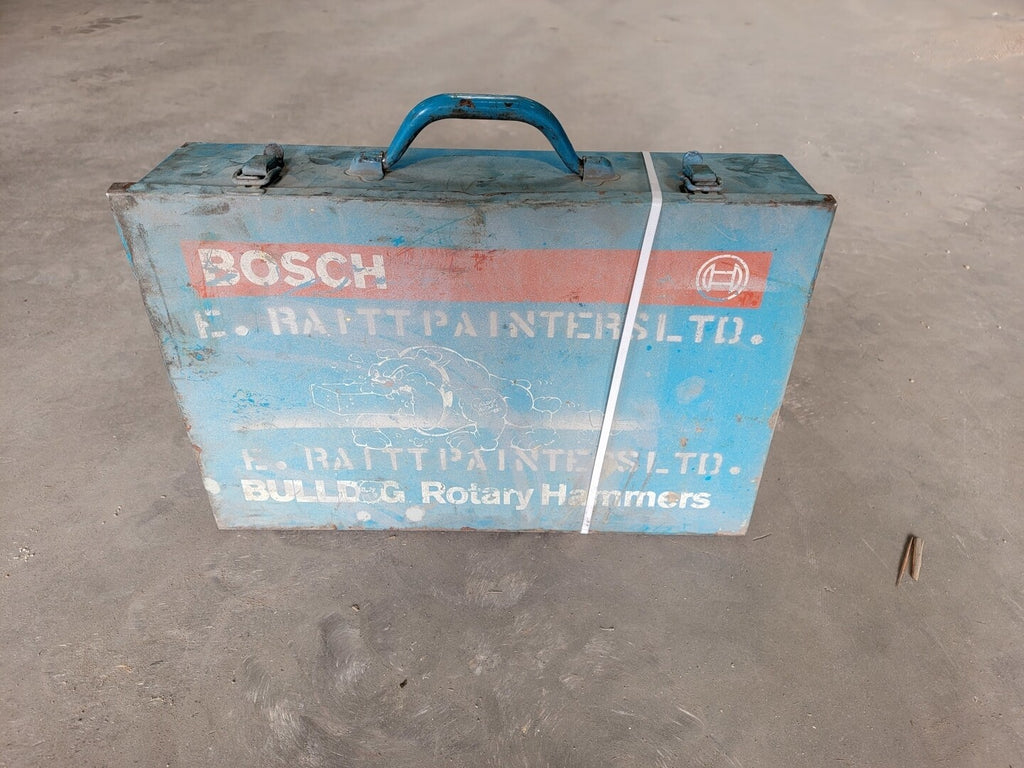 BOSCH
E. RAITT PAINTERS LTD.
E. RAITT PAINTERS LTD.
BULLDOG Rotary Hammers